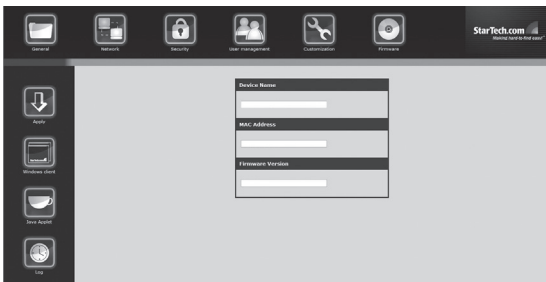 General
Network
Security
User management
Customization
Firmware
StarTech.com
Making hard-to-find easy!
Apply
Windows client
Java Applet
Log
Device Name
MAC Address
Firmware Version